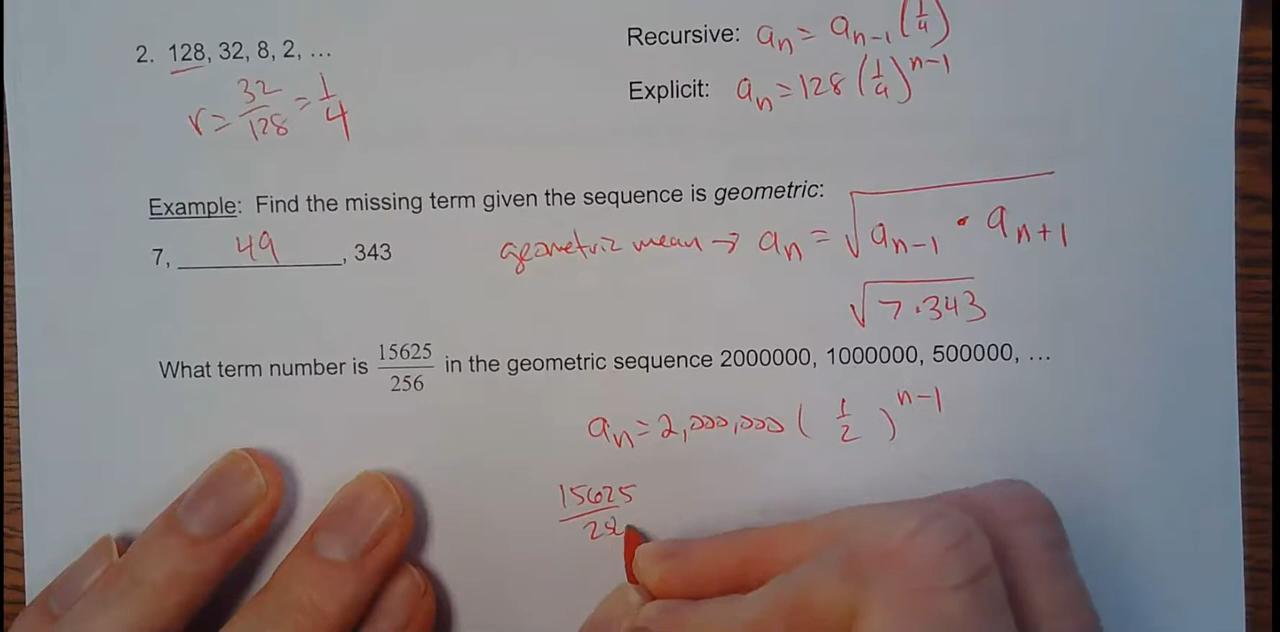 2. 128, 32, 8, 2, …
r = 32/128 = 1/4
Recursive: aₙ = aₙ₋₁ (1/4)
Explicit: aₙ = 128 (1/4)ⁿ⁻¹
Example: Find the missing term given the sequence is geometric:
7, 49, 343
geometric mean → aₙ = √(aₙ₋₁ • aₙ₊₁)
√(7·343)
What term number is 15625/256 in the geometric sequence 2000000, 1000000, 500000, …
aₙ = 2,000,000 (1/2)ⁿ⁻¹
15625